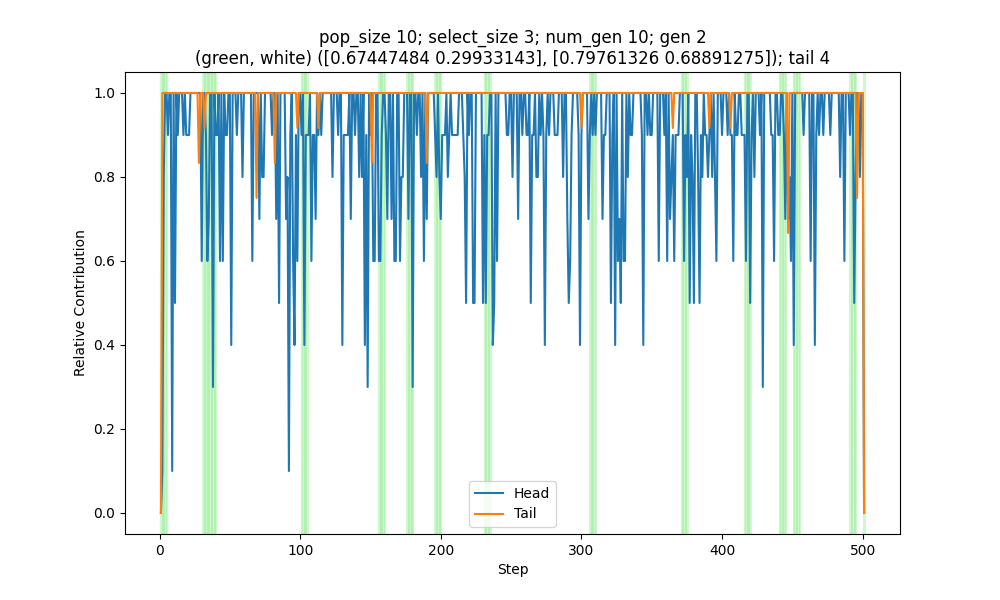 pop_size 10; select_size 3; num_gen 10; gen 2
(green, white) ([0.67447484 0.29933143], [0.79761326 0.68891275]); tail 4
1.0
0.8
0.6
0.4
0.2
0.0
Relative Contribution
Head
Tail
0 100 200 300 400 500
Step